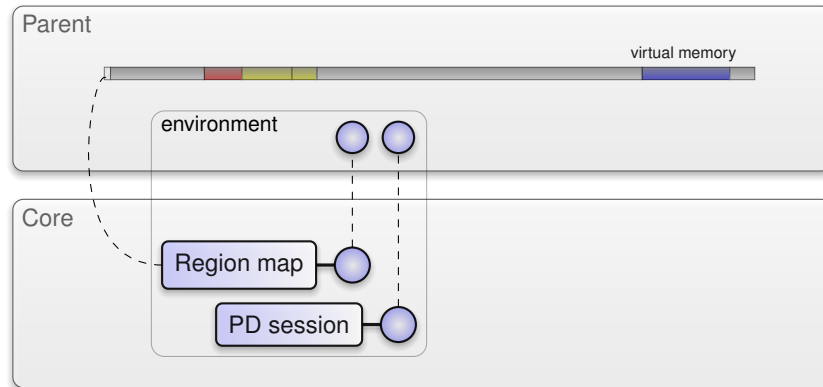 Parent
virtual memory
environment
Core
Region map
PD session